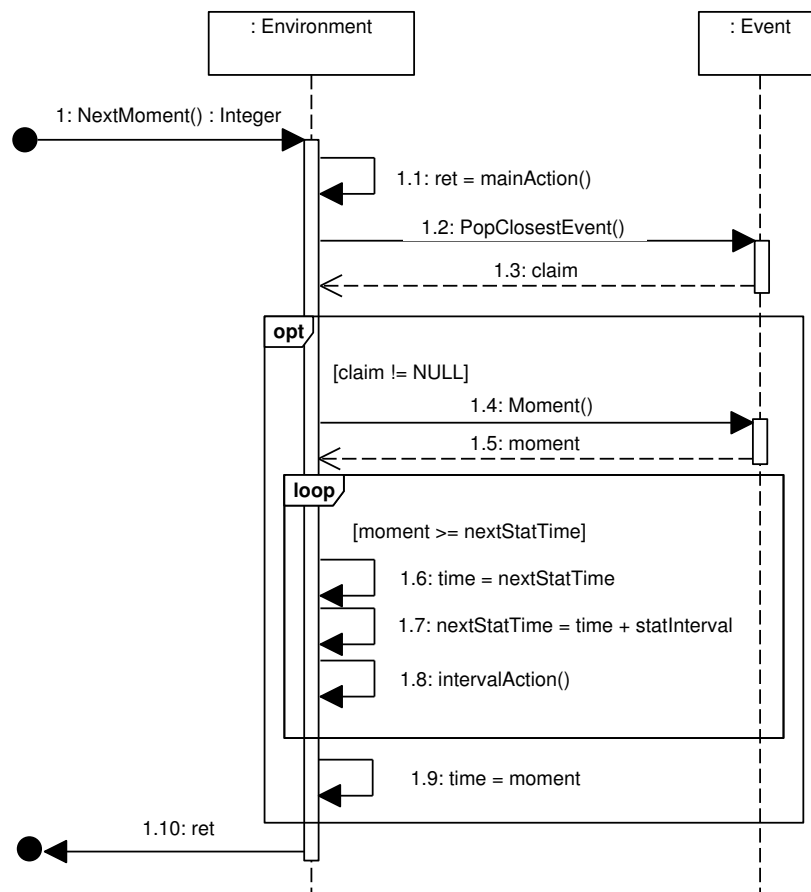 : Environment
: Event
1: NextMoment() : Integer
1.1: ret = mainAction()
1.2: PopClosestEvent()
1.3: claim
opt
[claim != NULL]
1.4: Moment()
1.5: moment
loop
[moment >= nextStatTime]
1.6: time = nextStatTime
1.7: nextStatTime = time + statInterval
1.8: intervalAction()
1.9: time = moment
1.10: ret